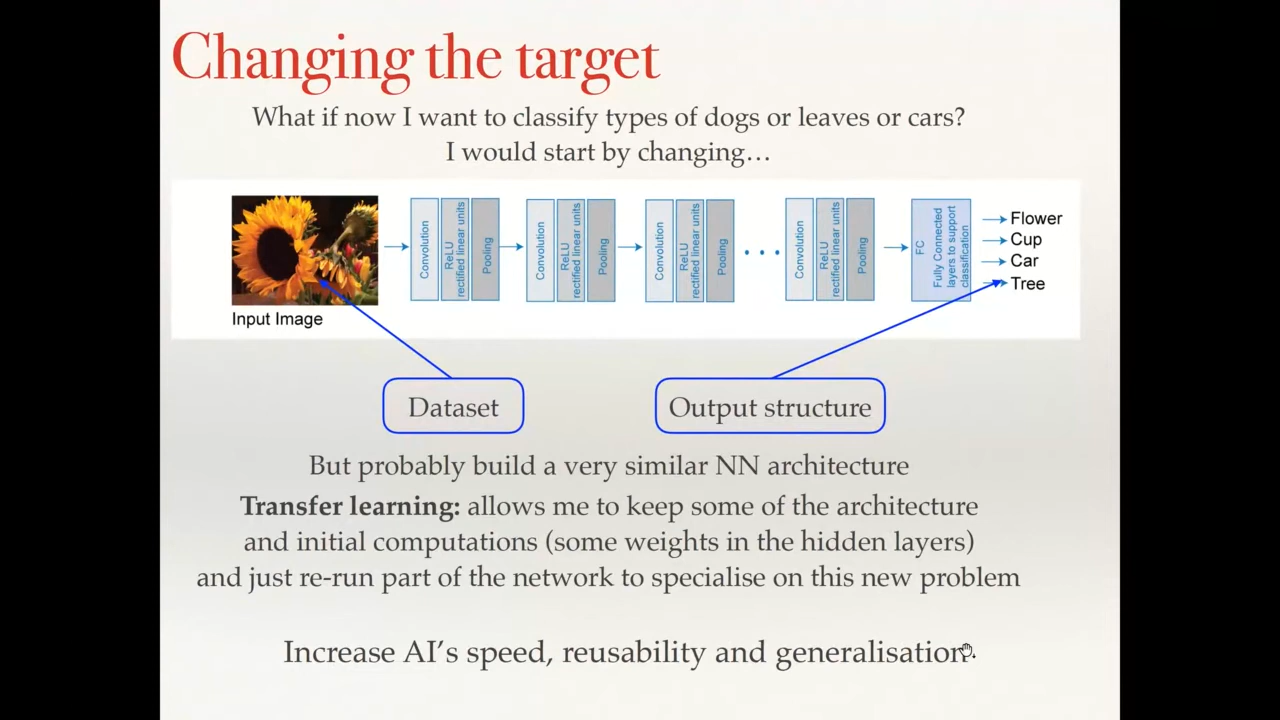 Changing the target
What if now I want to classify types of dogs or leaves or cars?
I would start by changing…
Convolution
ReLU
rectified linear units
Pooling
Convolution
ReLU
rectified linear units
Pooling
Convolution
ReLU
rectified linear units
Pooling
• • •
Convolution
ReLU
rectified linear units
Pooling
FC
Fully Connected
layers to support
classification
Flower
Cup
Car
Tree
Input Image
Dataset
Output structure
But probably build a very similar NN architecture
Transfer learning: allows me to keep some of the architecture
and initial computations (some weights in the hidden layers)
and just re-run part of the network to specialise on this new problem
Increase AI’s speed, reusability and generalisation.